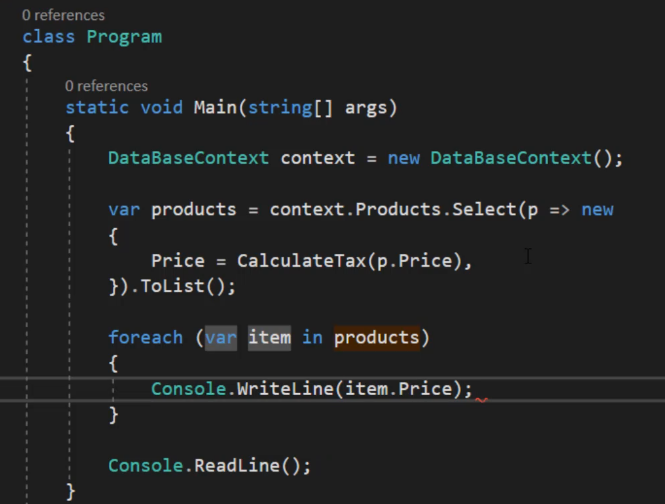 0 references
class Program
{
0 references
static void Main(string[] args)
{
DataBaseContext context = new DataBaseContext();
var products = context.Products.Select(p => new
{
Price = CalculateTax(p.Price),
}).ToList();
foreach (var item in products)
{
Console.WriteLine(item.Price);
}
Console.ReadLine();
}